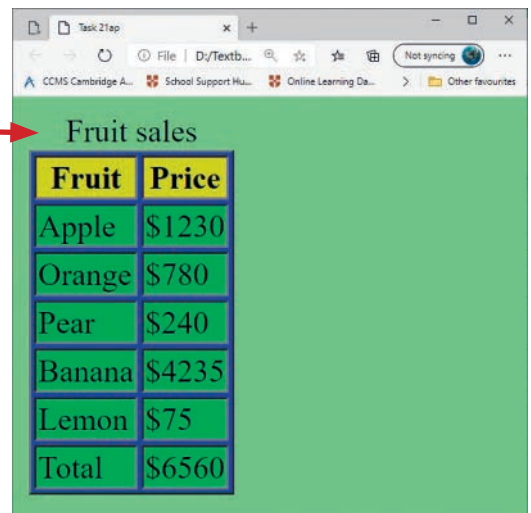 Task 21ap
File | D:/Textb... Not syncing
CCMS Cambridge A... School Support Hu... Online Learning Da... Other favourites
Fruit sales
Fruit Price
Apple $1230
Orange $780
Pear $240
Banana $4235
Lemon $75
Total $6560